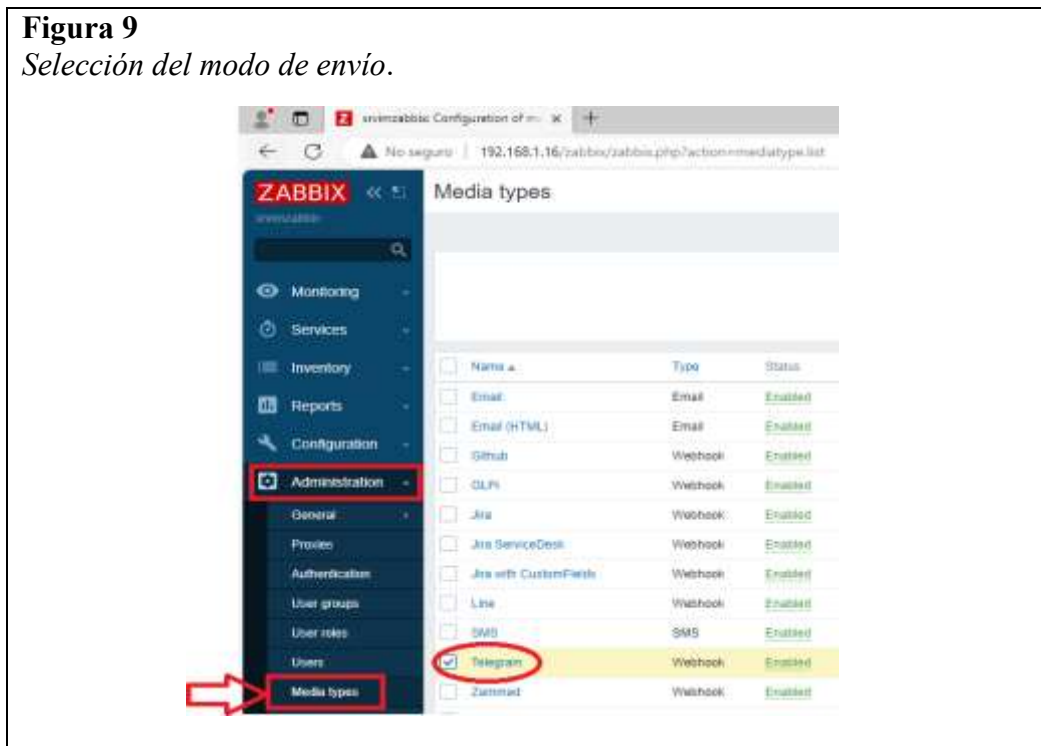 Figura 9
Selección del modo de envío.
srvimzabbix: Configuration of m
No seguro 192.168.1.16/zabbix/zabbix.php?action=mediatype.list
ZABBIX
Media types
Monitoring
Services
Inventory
Name Type Status
Email Email Enabled
Reports
Email (HTML) Email Enabled
Configuration
Github Webhook Enabled
Administration
GLPi Webhook Enabled
General
Jira Webhook Enabled
Proxies
Jira ServiceDesk Webhook Enabled
Authentication
Jira with CustomFields Webhook Enabled
User groups
Line Webhook Enabled
User roles
SMS SMS Enabled
Users
Telegram Webhook Enabled
Media types
Zammad Webhook Enabled